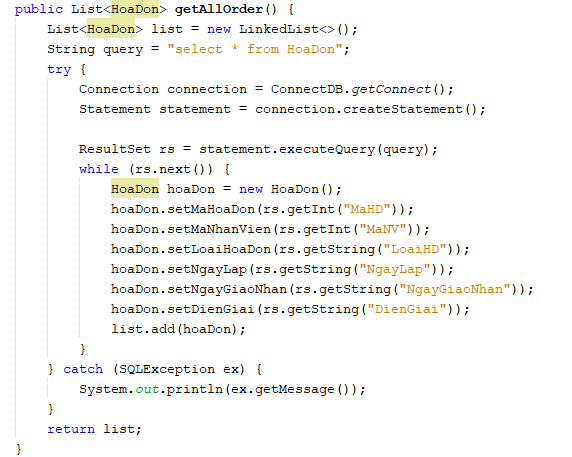 public List<HoaDon> getAllOrder() {
    List<HoaDon> list = new LinkedList<>();
    String query = "select * from HoaDon";
    try {
        Connection connection = ConnectDB.getConnect();
        Statement statement = connection.createStatement();

        ResultSet rs = statement.executeQuery(query);
        while (rs.next()) {
            HoaDon hoaDon = new HoaDon();
            hoaDon.setMaHoaDon(rs.getInt("MaHD"));
            hoaDon.setMaNhanVien(rs.getInt("MaNV"));
            hoaDon.setLoaiHoaDon(rs.getString("LoaiHD"));
            hoaDon.setNgayLap(rs.getString("NgayLap"));
            hoaDon.setNgayGiaoNhan(rs.getString("NgayGiaoNhan"));
            hoaDon.setDienGiai(rs.getString("DienGiai"));
            list.add(hoaDon);
        }
    } catch (SQLException ex) {
        System.out.println(ex.getMessage());
    }
    return list;
}